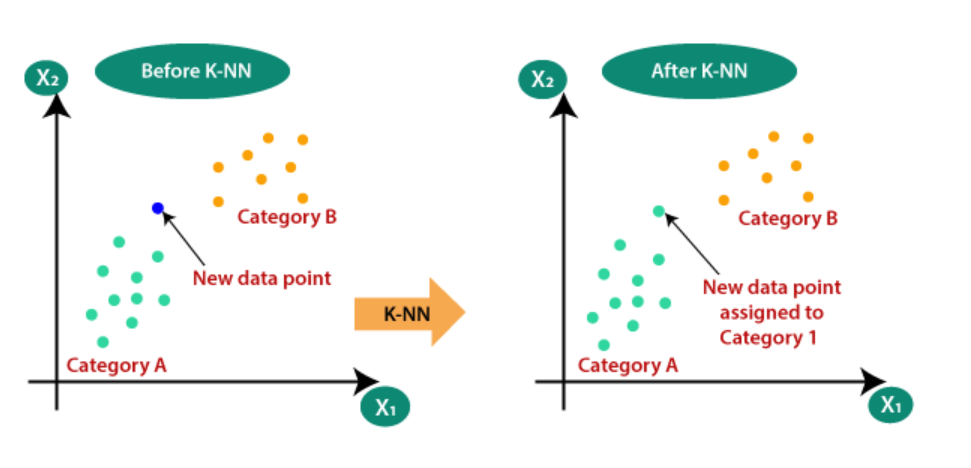 X₂
Before K-NN
Category B
New data point
Category A
X₁
K-NN
X₂
After K-NN
Category B
New data point
assigned to
Category 1
Category A
X₁